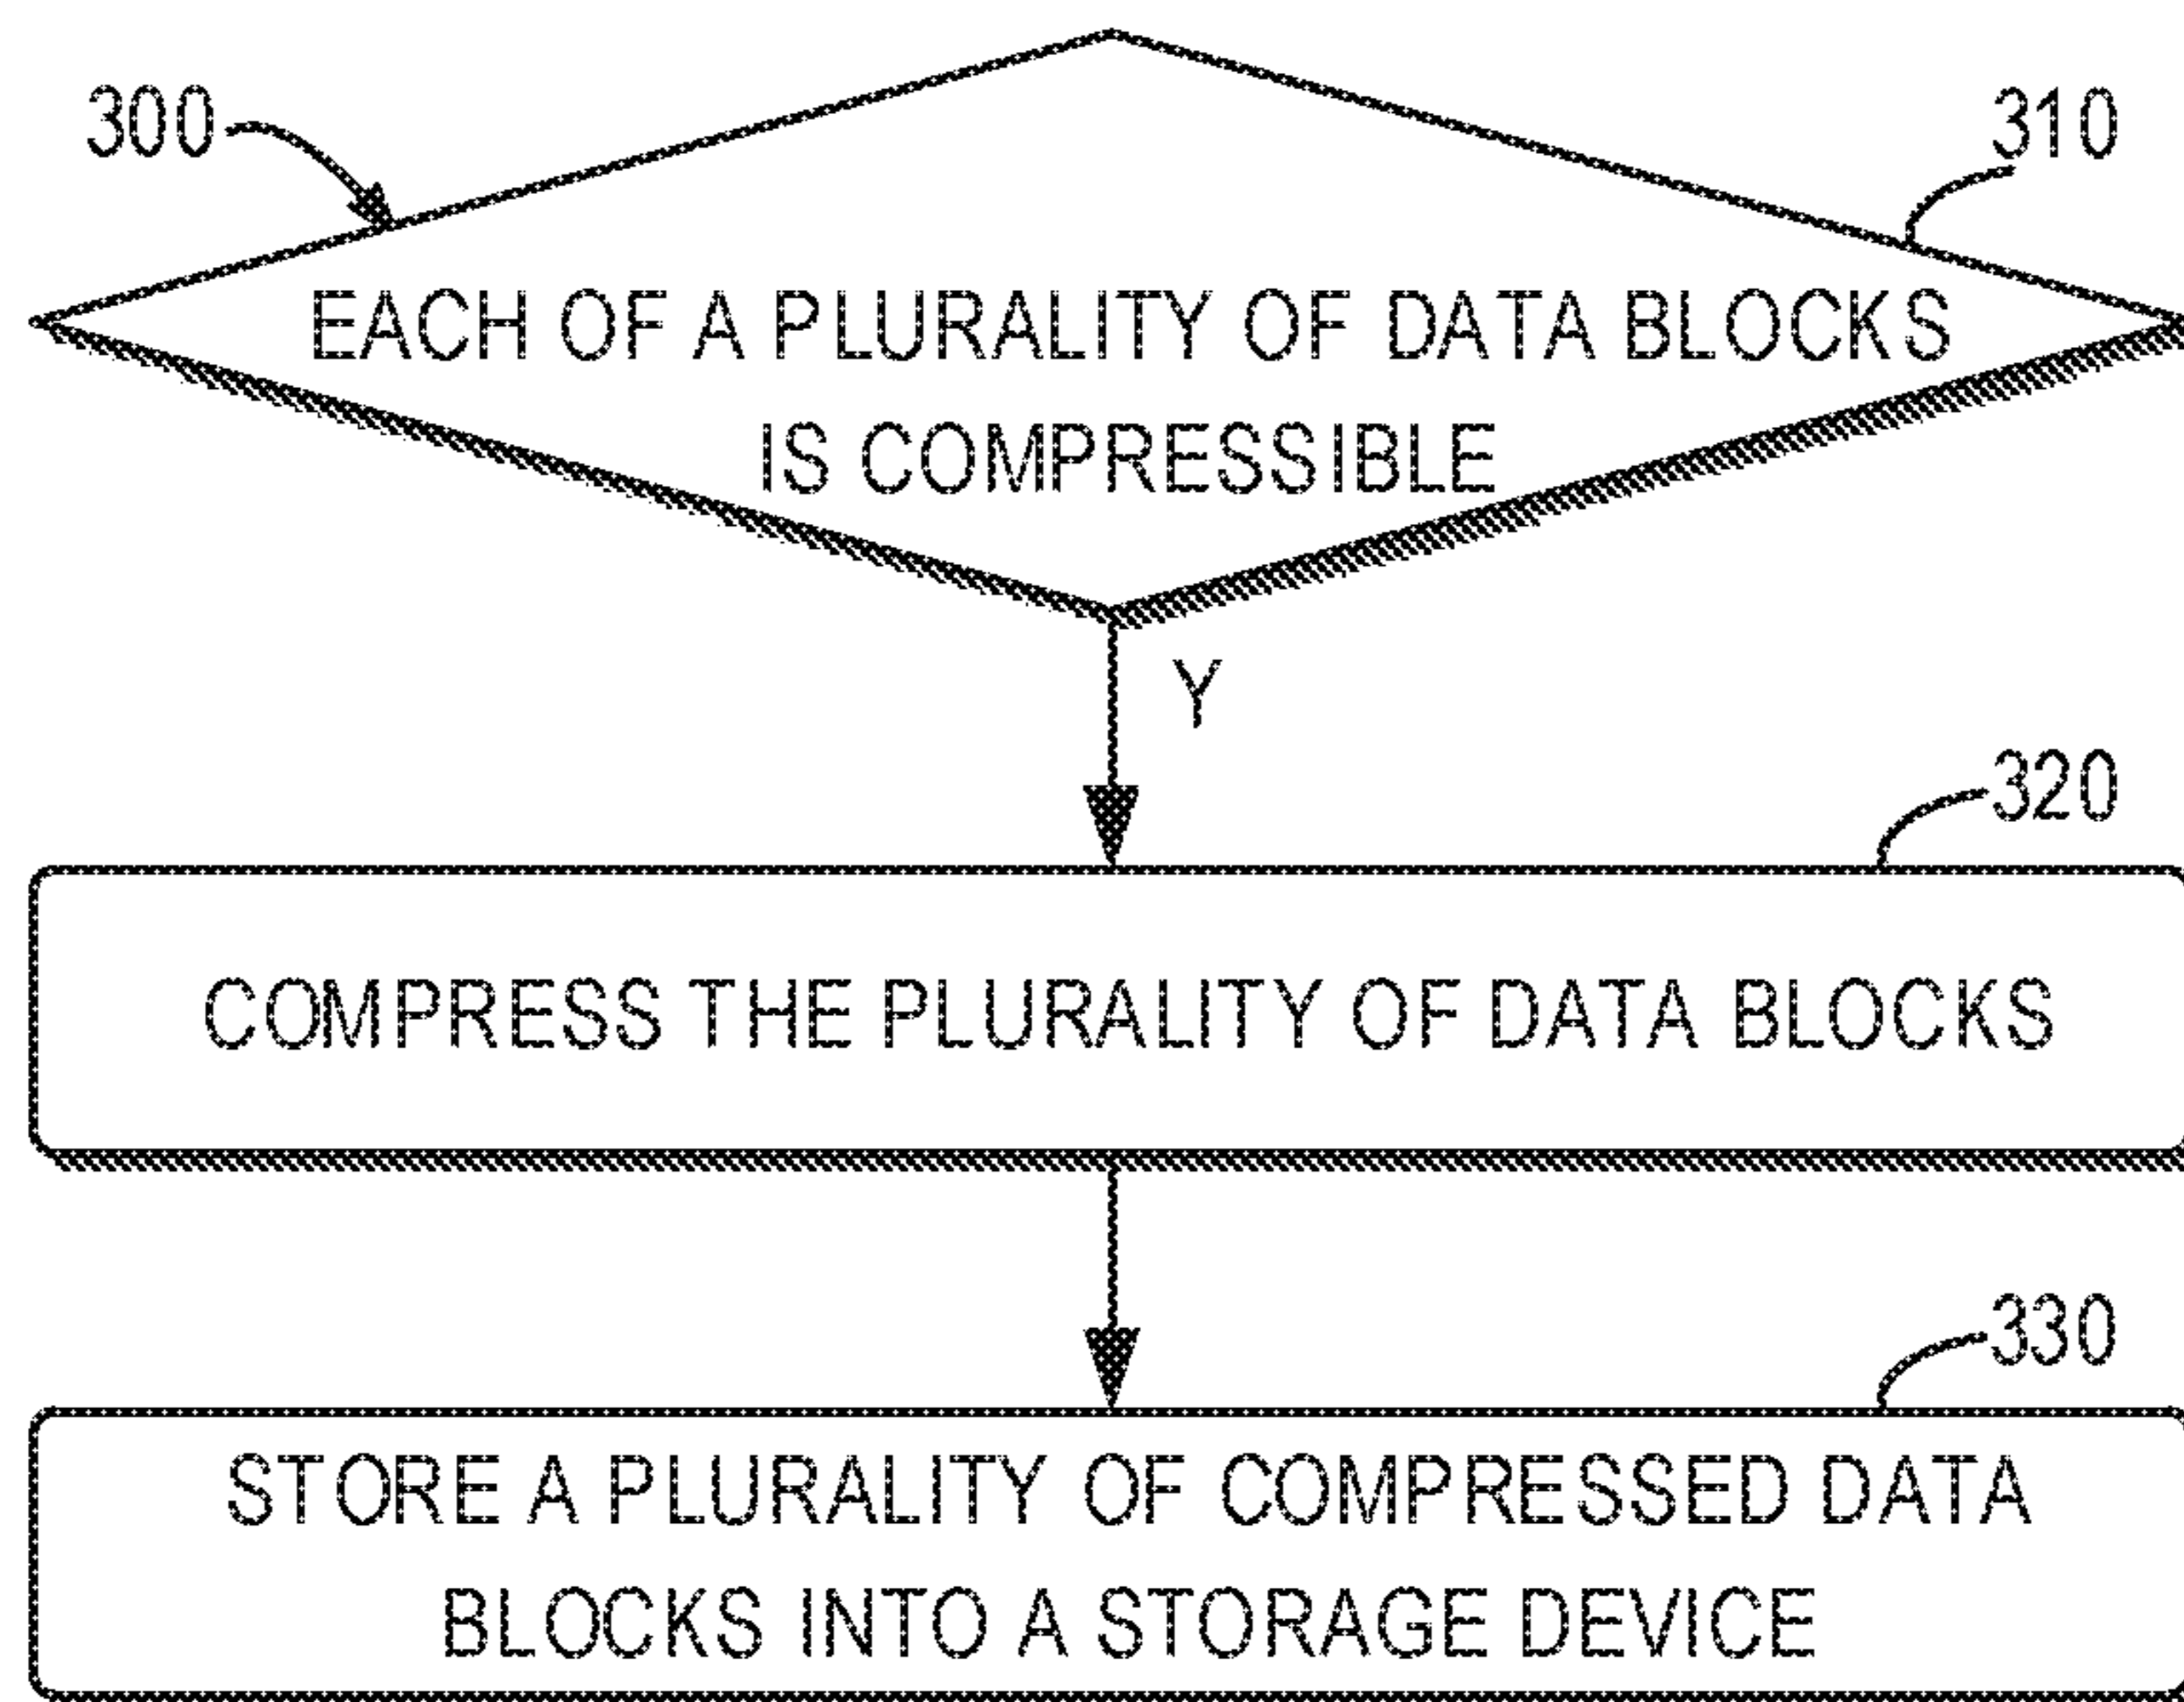 300
310
EACH OF A PLURALITY OF DATA BLOCKS
IS COMPRESSIBLE
Y
320
COMPRESS THE PLURALITY OF DATA BLOCKS
330
STORE A PLURALITY OF COMPRESSED DATA
BLOCKS INTO A STORAGE DEVICE